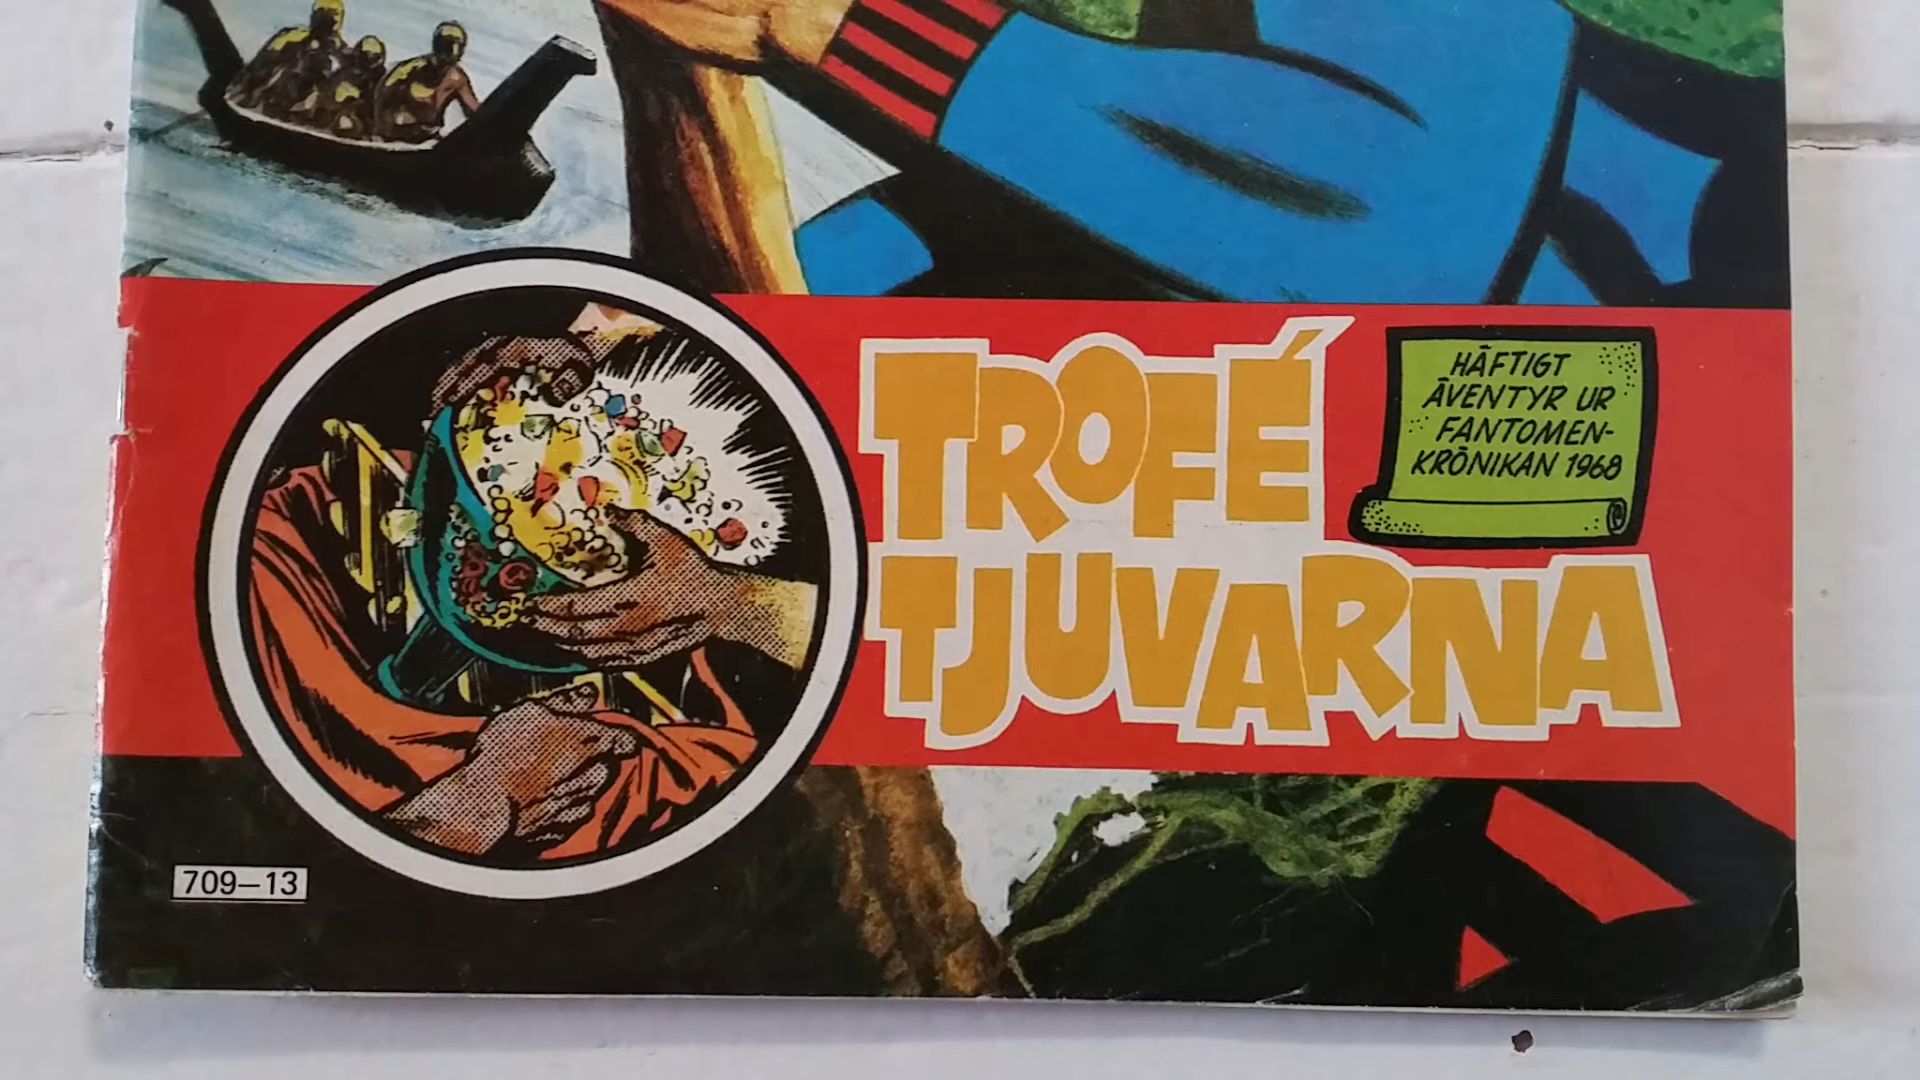 TROFÉ
TJUVARNA
HÄFTIGT
ÄVENTYR UR
FANTOMEN-
KRÖNIKAN 1968
709–13